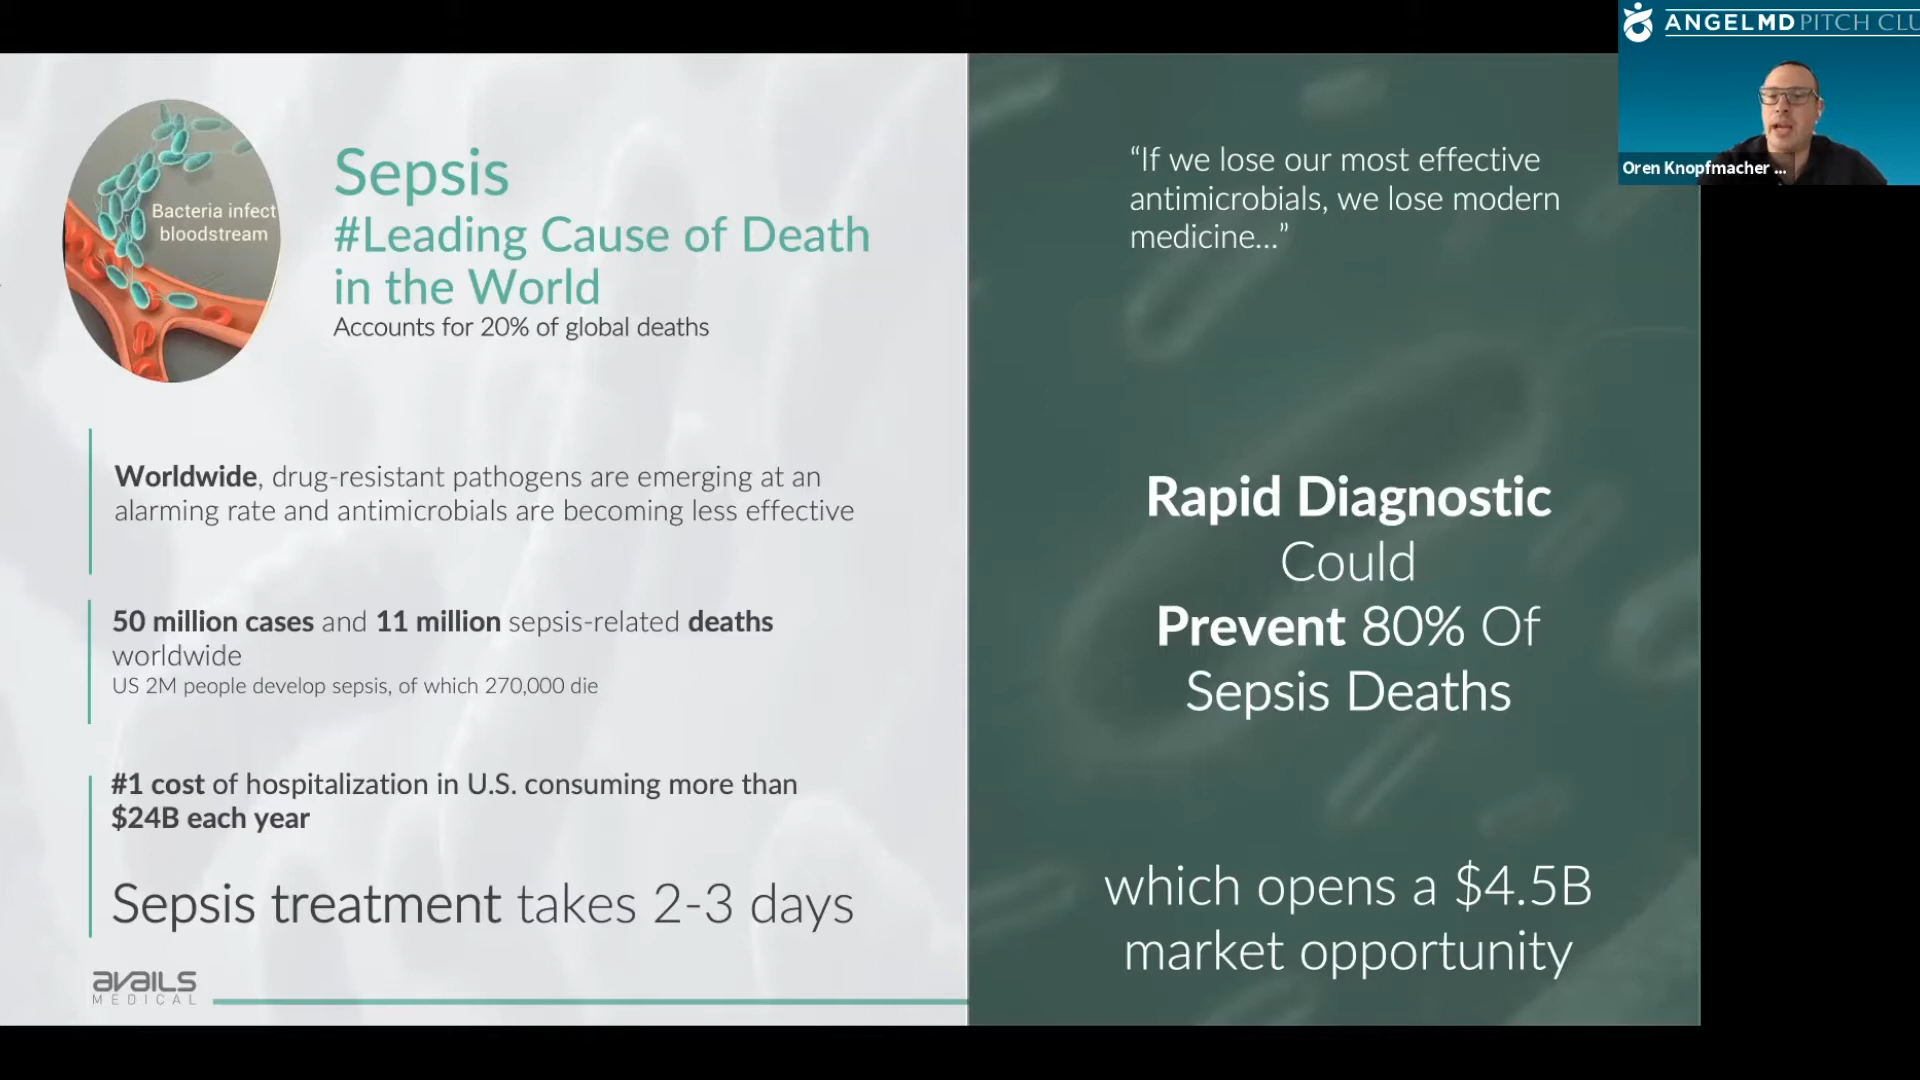 ANGELMD PITCH CLU
Oren Knopfmacher ...
Bacteria infect
bloodstream
Sepsis
#Leading Cause of Death
in the World
Accounts for 20% of global deaths
Worldwide, drug-resistant pathogens are emerging at an
alarming rate and antimicrobials are becoming less effective
50 million cases and 11 million sepsis-related deaths
worldwide
US 2M people develop sepsis, of which 270,000 die
#1 cost of hospitalization in U.S. consuming more than
$24B each year
Sepsis treatment takes 2-3 days
avails
MEDICAL
“If we lose our most effective
antimicrobials, we lose modern
medicine...”
Rapid Diagnostic
Could
Prevent 80% Of
Sepsis Deaths
which opens a $4.5B
market opportunity